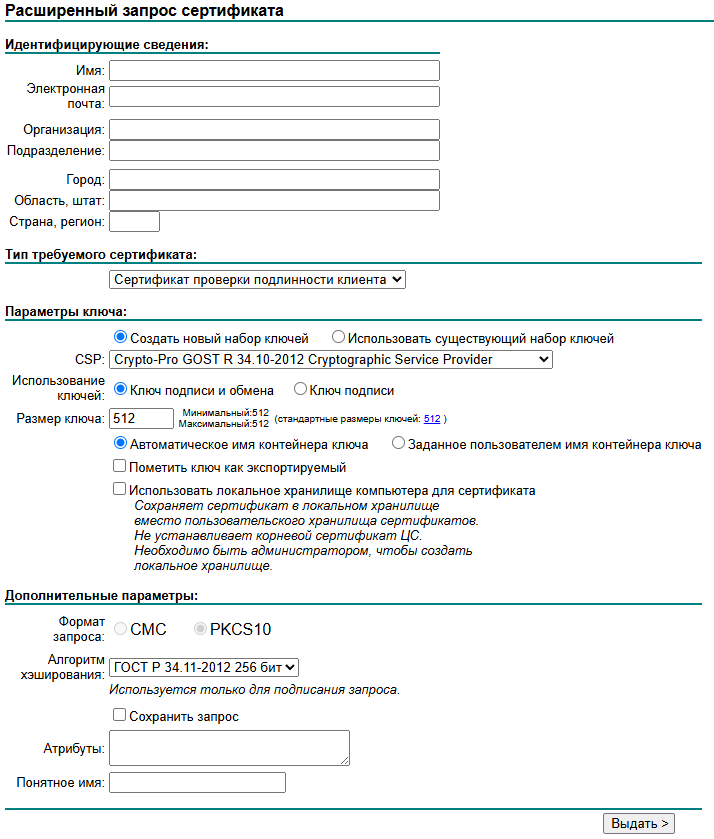 Расширенный запрос сертификата
Идентифицирующие сведения:
Имя:
Электронная
почта:
Организация:
Подразделение:
Город:
Область, штат:
Страна, регион:
Тип требуемого сертификата:
Сертификат проверки подлинности клиента
Параметры ключа:
Создать новый набор ключей Использовать существующий набор ключей
CSP: Crypto-Pro GOST R 34.10-2012 Cryptographic Service Provider
Использование
ключей: Ключ подписи и обмена Ключ подписи
Размер ключа: 512 Минимальный:512
Максимальный:512 (стандартные размеры ключей: 512 )
Автоматическое имя контейнера ключа Заданное пользователем имя контейнера ключа
Пометить ключ как экспортируемый
Использовать локальное хранилище компьютера для сертификата
Сохраняет сертификат в локальном хранилище
вместо пользовательского хранилища сертификатов.
Не устанавливает корневой сертификат ЦС.
Необходимо быть администратором, чтобы создать
локальное хранилище.
Дополнительные параметры:
Формат
запроса: CMC PKCS10
Алгоритм
хэширования: ГОСТ Р 34.11-2012 256 бит
Используется только для подписания запроса.
Сохранить запрос
Атрибуты:
Понятное имя:
Выдать >